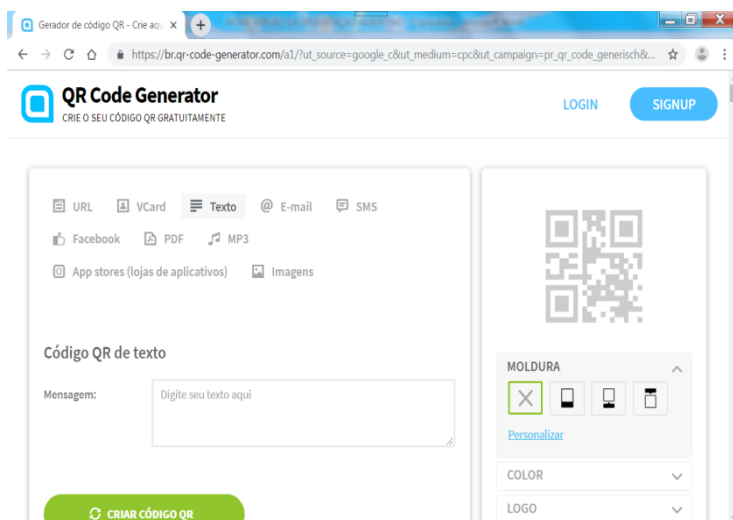 Gerador de código QR - Crie aqu
https://br.qr-code-generator.com/a1/?ut_source=google_c&ut_medium=cpc&ut_campaign=pr_qr_code_generisch&...
QR Code Generator
CRIE O SEU CÓDIGO QR GRATUITAMENTE
LOGIN
SIGNUP
URL VCard Texto @ E-mail SMS
Facebook PDF MP3
App stores (lojas de aplicativos) Imagens
Código QR de texto
Mensagem:
Digite seu texto aqui
CRIAR CÓDIGO QR
MOLDURA
Personalizar
COLOR
LOGO